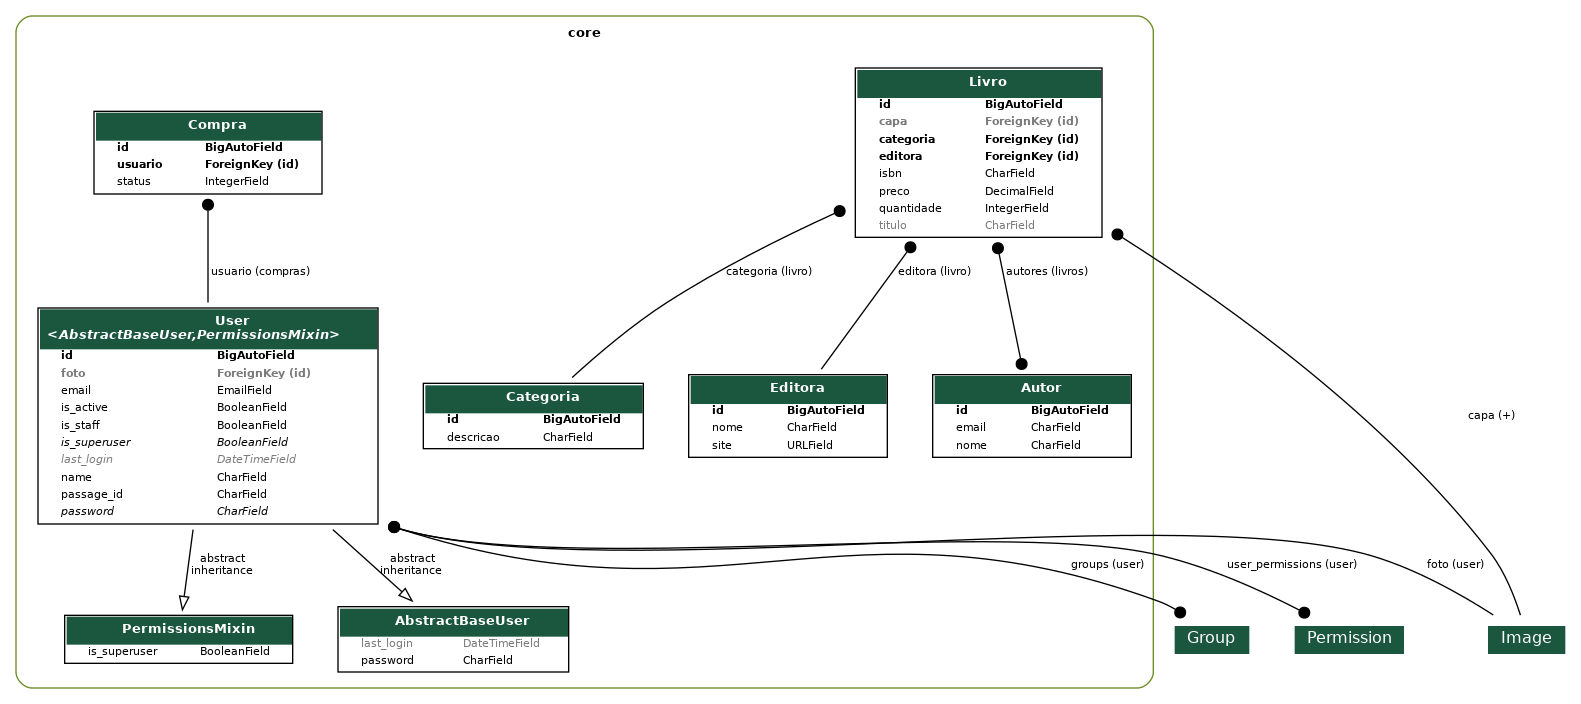 core
Compra
id BigAutoField
usuario ForeignKey (id)
status IntegerField
Livro
id BigAutoField
capa ForeignKey (id)
categoria ForeignKey (id)
editora ForeignKey (id)
isbn CharField
preco DecimalField
quantidade IntegerField
titulo CharField
usuario (compras)
categoria (livro)
editora (livro)
autores (livros)
capa (+)
User
<AbstractBaseUser,PermissionsMixin>
id BigAutoField
foto ForeignKey (id)
email EmailField
is_active BooleanField
is_staff BooleanField
is_superuser BooleanField
last_login DateTimeField
name CharField
passage_id CharField
password CharField
Categoria
id BigAutoField
descricao CharField
Editora
id BigAutoField
nome CharField
site URLField
Autor
id BigAutoField
email CharField
nome CharField
abstract
inheritance
abstract
inheritance
groups (user)
user_permissions (user)
foto (user)
PermissionsMixin
is_superuser BooleanField
AbstractBaseUser
last_login DateTimeField
password CharField
Group
Permission
Image